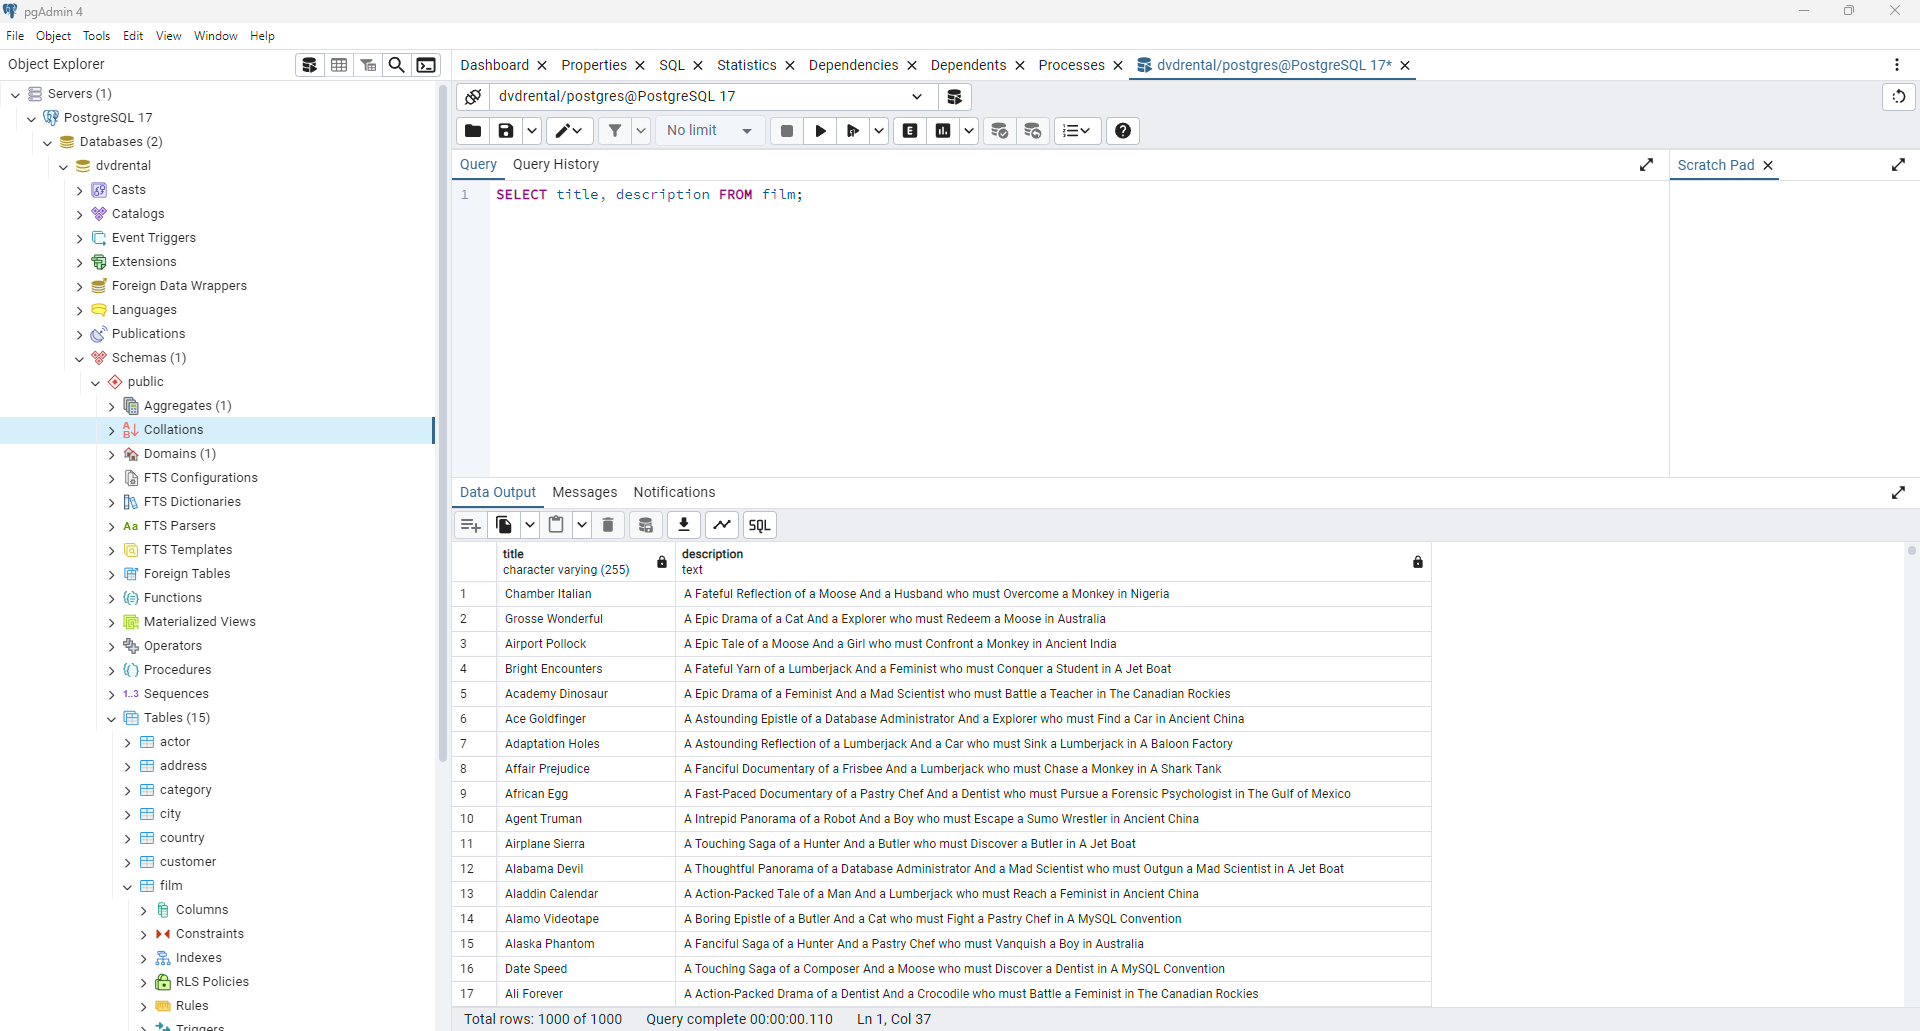 pgAdmin 4
File Object Tools Edit View Window Help
Object Explorer
Servers (1)
PostgreSQL 17
Databases (2)
dvdrental
Casts
Catalogs
Event Triggers
Extensions
Foreign Data Wrappers
Languages
Publications
Schemas (1)
public
Aggregates (1)
Collations
Domains (1)
FTS Configurations
FTS Dictionaries
Aa FTS Parsers
FTS Templates
Foreign Tables
Functions
Materialized Views
Operators
Procedures
1..3 Sequences
Tables (15)
actor
address
category
city
country
customer
film
Columns
Constraints
Indexes
RLS Policies
Rules
Triggers
Dashboard Properties SQL Statistics Dependencies Dependents Processes dvdrental/postgres@PostgreSQL 17*
dvdrental/postgres@PostgreSQL 17
No limit E
Query Query History
Scratch Pad
1 SELECT title, description FROM film;
Data Output Messages Notifications
SQL
title description
character varying (255) text
1 Chamber Italian A Fateful Reflection of a Moose And a Husband who must Overcome a Monkey in Nigeria
2 Grosse Wonderful A Epic Drama of a Cat And a Explorer who must Redeem a Moose in Australia
3 Airport Pollock A Epic Tale of a Moose And a Girl who must Confront a Monkey in Ancient India
4 Bright Encounters A Fateful Yarn of a Lumberjack And a Feminist who must Conquer a Student in A Jet Boat
5 Academy Dinosaur A Epic Drama of a Feminist And a Mad Scientist who must Battle a Teacher in The Canadian Rockies
6 Ace Goldfinger A Astounding Epistle of a Database Administrator And a Explorer who must Find a Car in Ancient China
7 Adaptation Holes A Astounding Reflection of a Lumberjack And a Car who must Sink a Lumberjack in A Baloon Factory
8 Affair Prejudice A Fanciful Documentary of a Frisbee And a Lumberjack who must Chase a Monkey in A Shark Tank
9 African Egg A Fast-Paced Documentary of a Pastry Chef And a Dentist who must Pursue a Forensic Psychologist in The Gulf of Mexico
10 Agent Truman A Intrepid Panorama of a Robot And a Boy who must Escape a Sumo Wrestler in Ancient China
11 Airplane Sierra A Touching Saga of a Hunter And a Butler who must Discover a Butler in A Jet Boat
12 Alabama Devil A Thoughtful Panorama of a Database Administrator And a Mad Scientist who must Outgun a Mad Scientist in A Jet Boat
13 Aladdin Calendar A Action-Packed Tale of a Man And a Lumberjack who must Reach a Feminist in Ancient China
14 Alamo Videotape A Boring Epistle of a Butler And a Cat who must Fight a Pastry Chef in A MySQL Convention
15 Alaska Phantom A Fanciful Saga of a Hunter And a Pastry Chef who must Vanquish a Boy in Australia
16 Date Speed A Touching Saga of a Composer And a Moose who must Discover a Dentist in A MySQL Convention
17 Ali Forever A Action-Packed Drama of a Dentist And a Crocodile who must Battle a Feminist in The Canadian Rockies
Total rows: 1000 of 1000 Query complete 00:00:00.110 Ln 1, Col 37